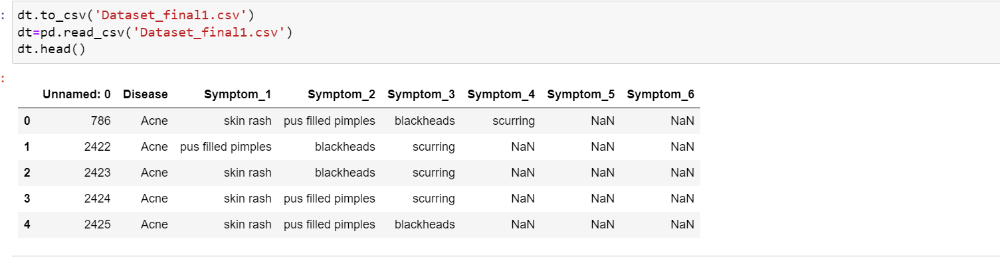 : dt.to_csv('Dataset_final1.csv')
dt=pd.read_csv('Dataset_final1.csv')
dt.head()
:
Unnamed: 0 Disease Symptom_1 Symptom_2 Symptom_3 Symptom_4 Symptom_5 Symptom_6
0 786 Acne skin rash pus filled pimples blackheads scurring NaN NaN
1 2422 Acne pus filled pimples blackheads scurring NaN NaN NaN
2 2423 Acne skin rash blackheads scurring NaN NaN NaN
3 2424 Acne skin rash pus filled pimples scurring NaN NaN NaN
4 2425 Acne skin rash pus filled pimples blackheads NaN NaN NaN